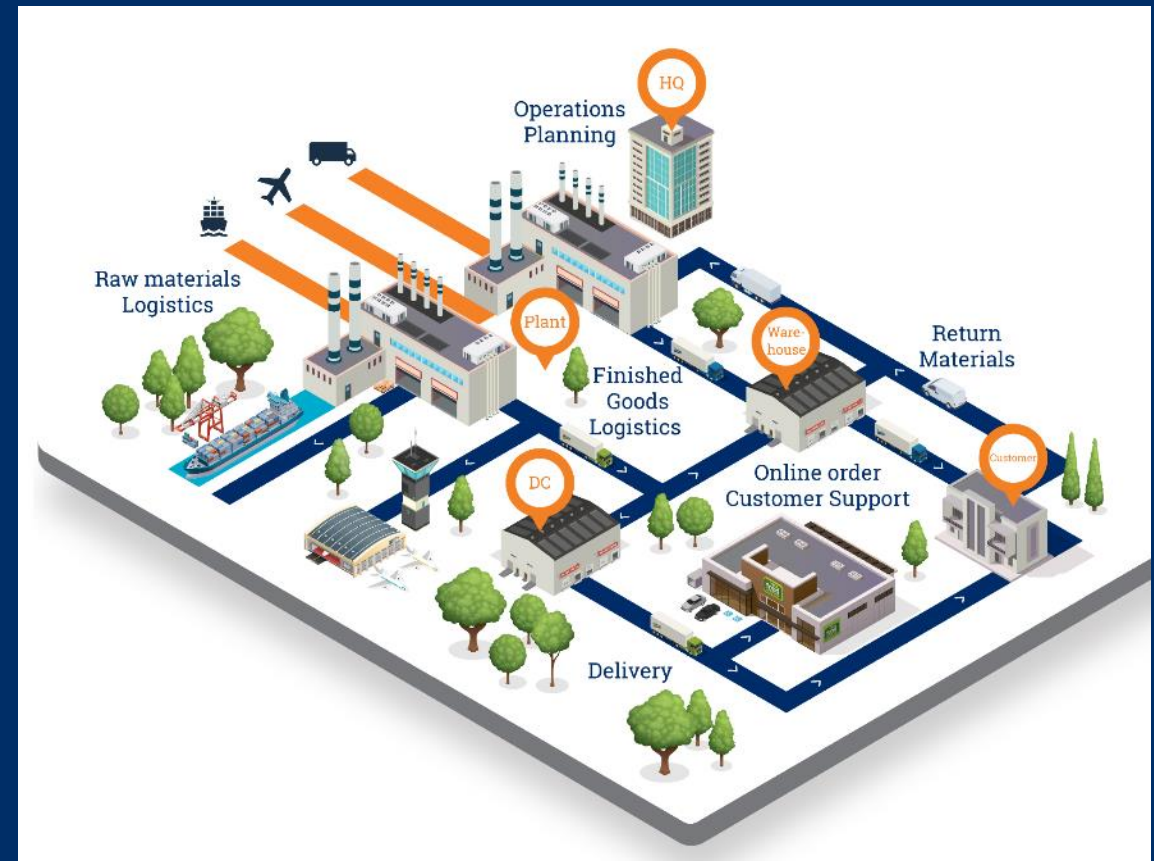 HQ
Operations
Planning
Raw materials
Logistics
Plant
Ware-
house
Return
Materials
Finished
Goods
Logistics
Customer
Online order
Customer Support
DC
Delivery